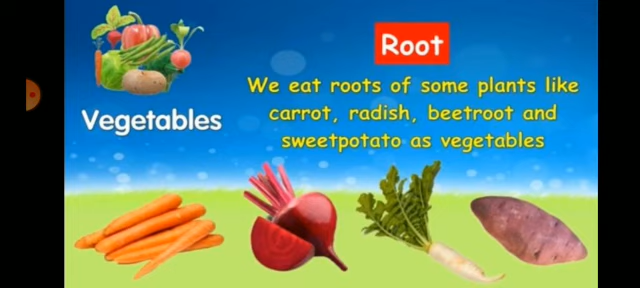 Root
We eat roots of some plants like
carrot, radish, beetroot and
sweetpotato as vegetables
Vegetables